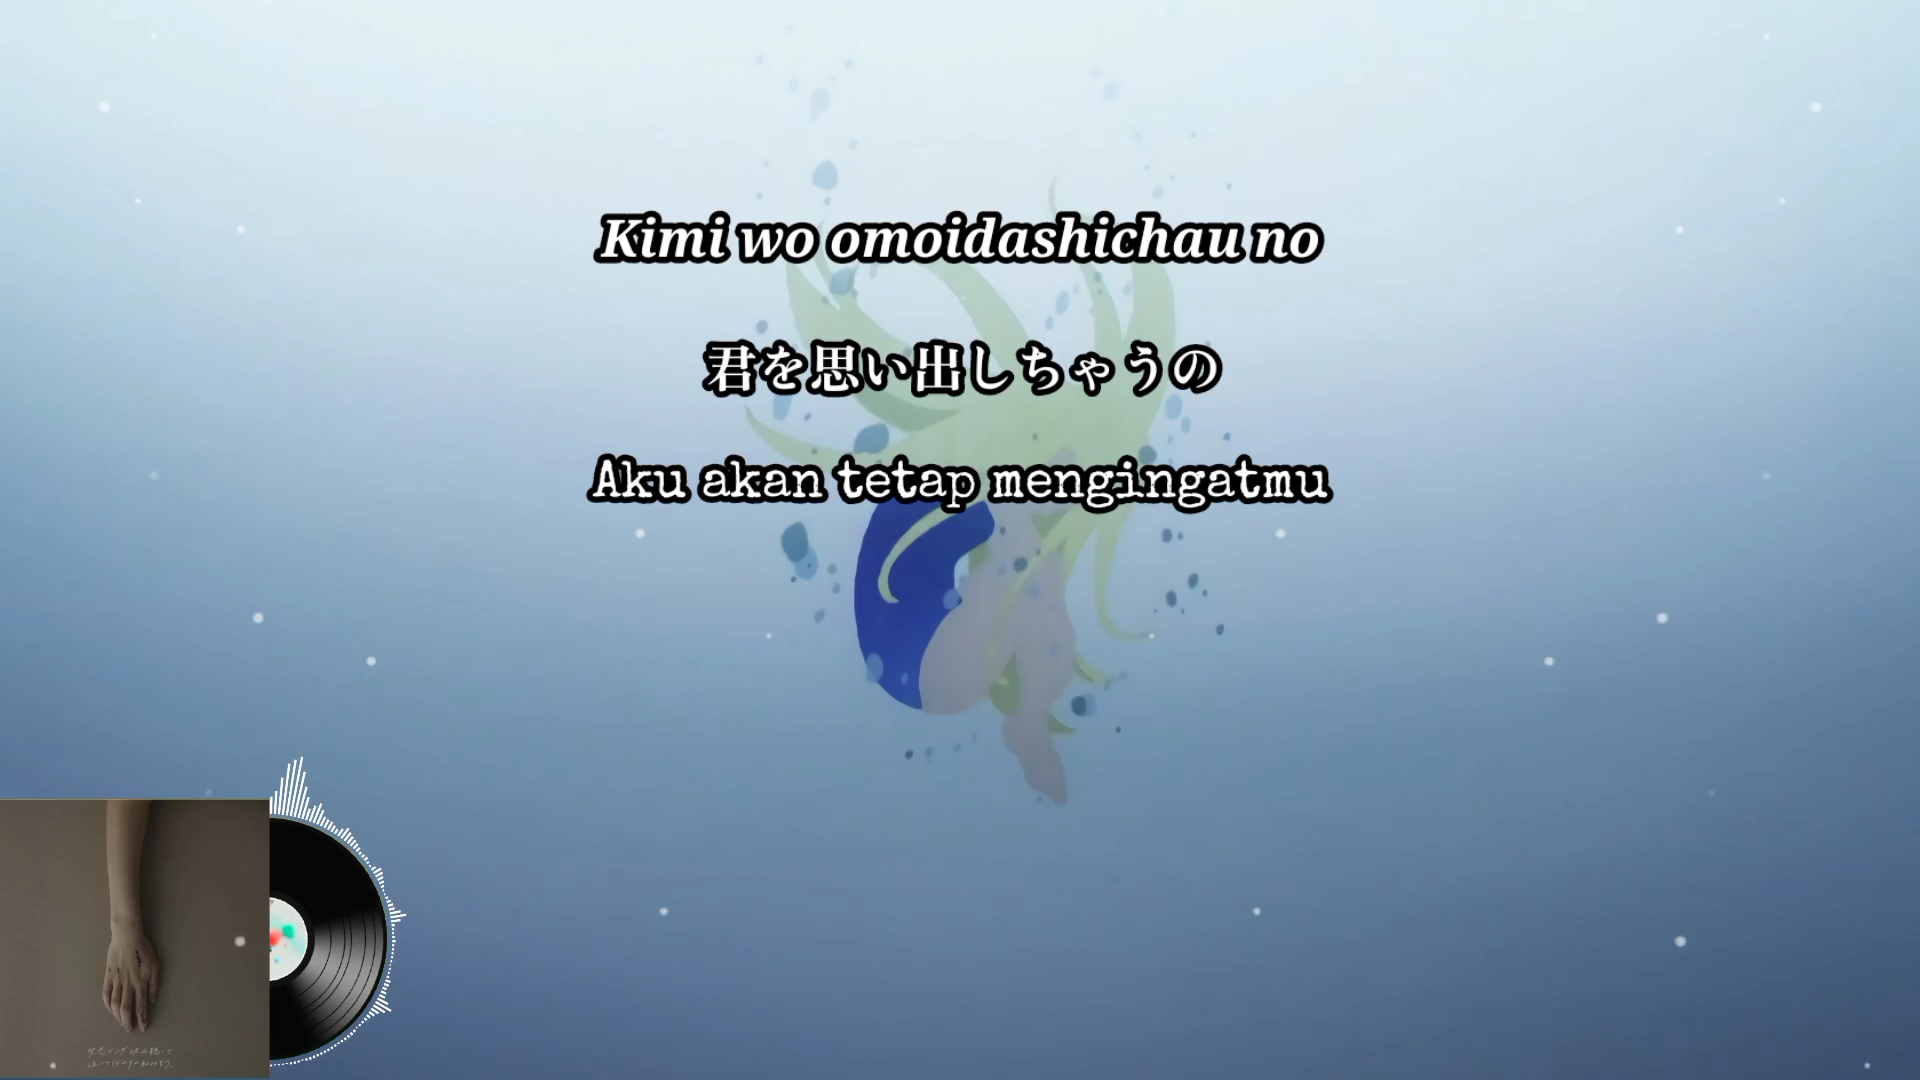 Kimi wo omoidashichau no
君を思い出しちゃうの
Aku akan tetap mengingatmu